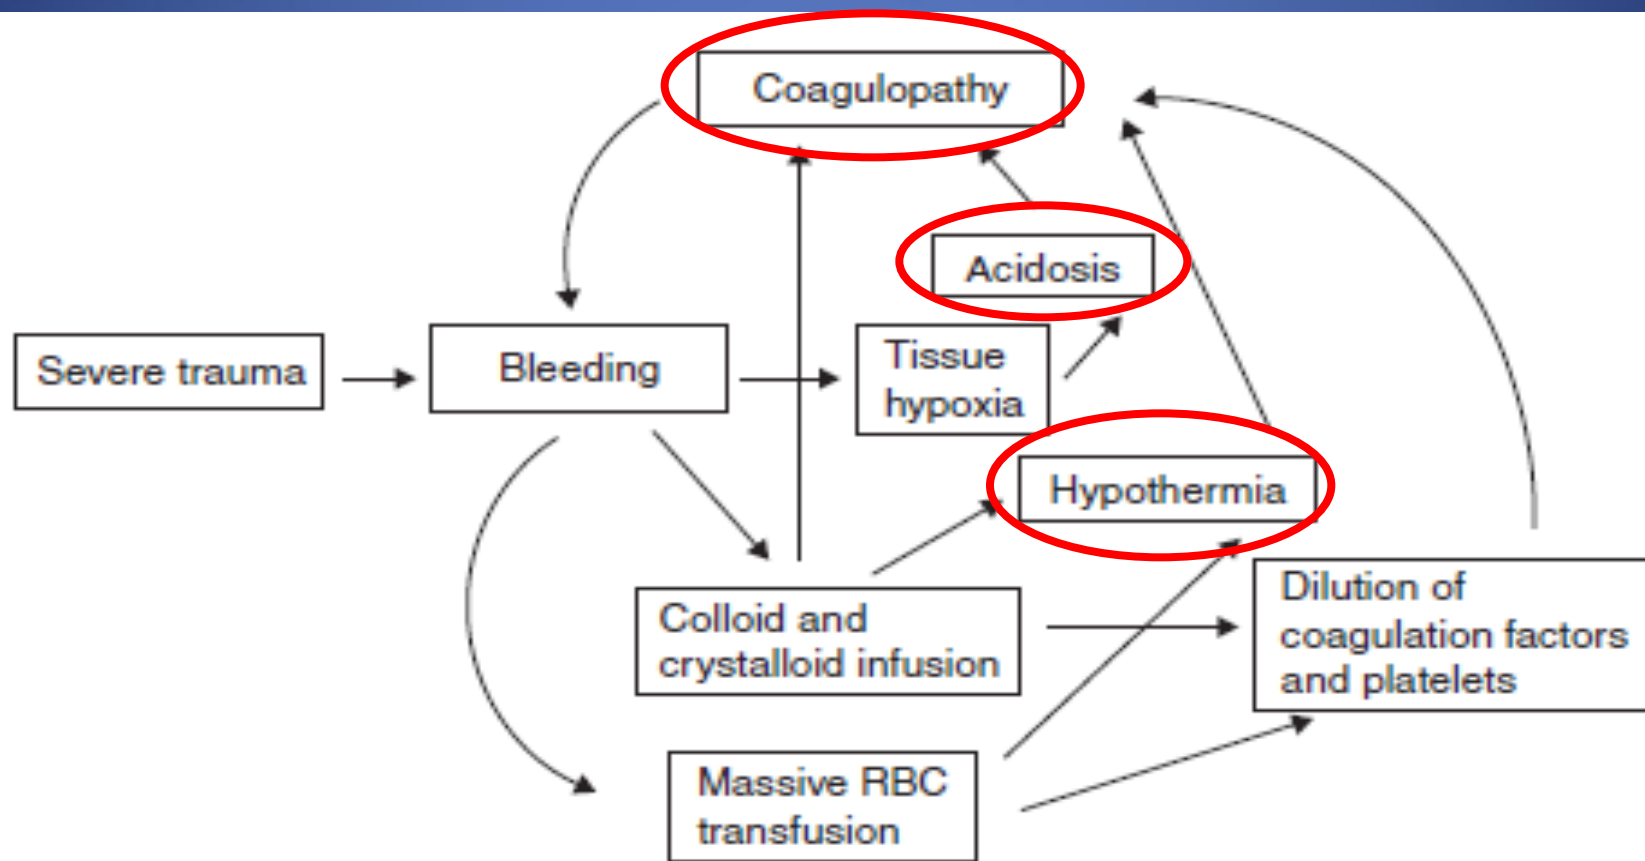 Coagulopathy
Acidosis
Severe trauma
Bleeding
Tissue
hypoxia
Hypothermia
Colloid and
crystalloid infusion
Dilution of
coagulation factors
and platelets
Massive RBC
transfusion